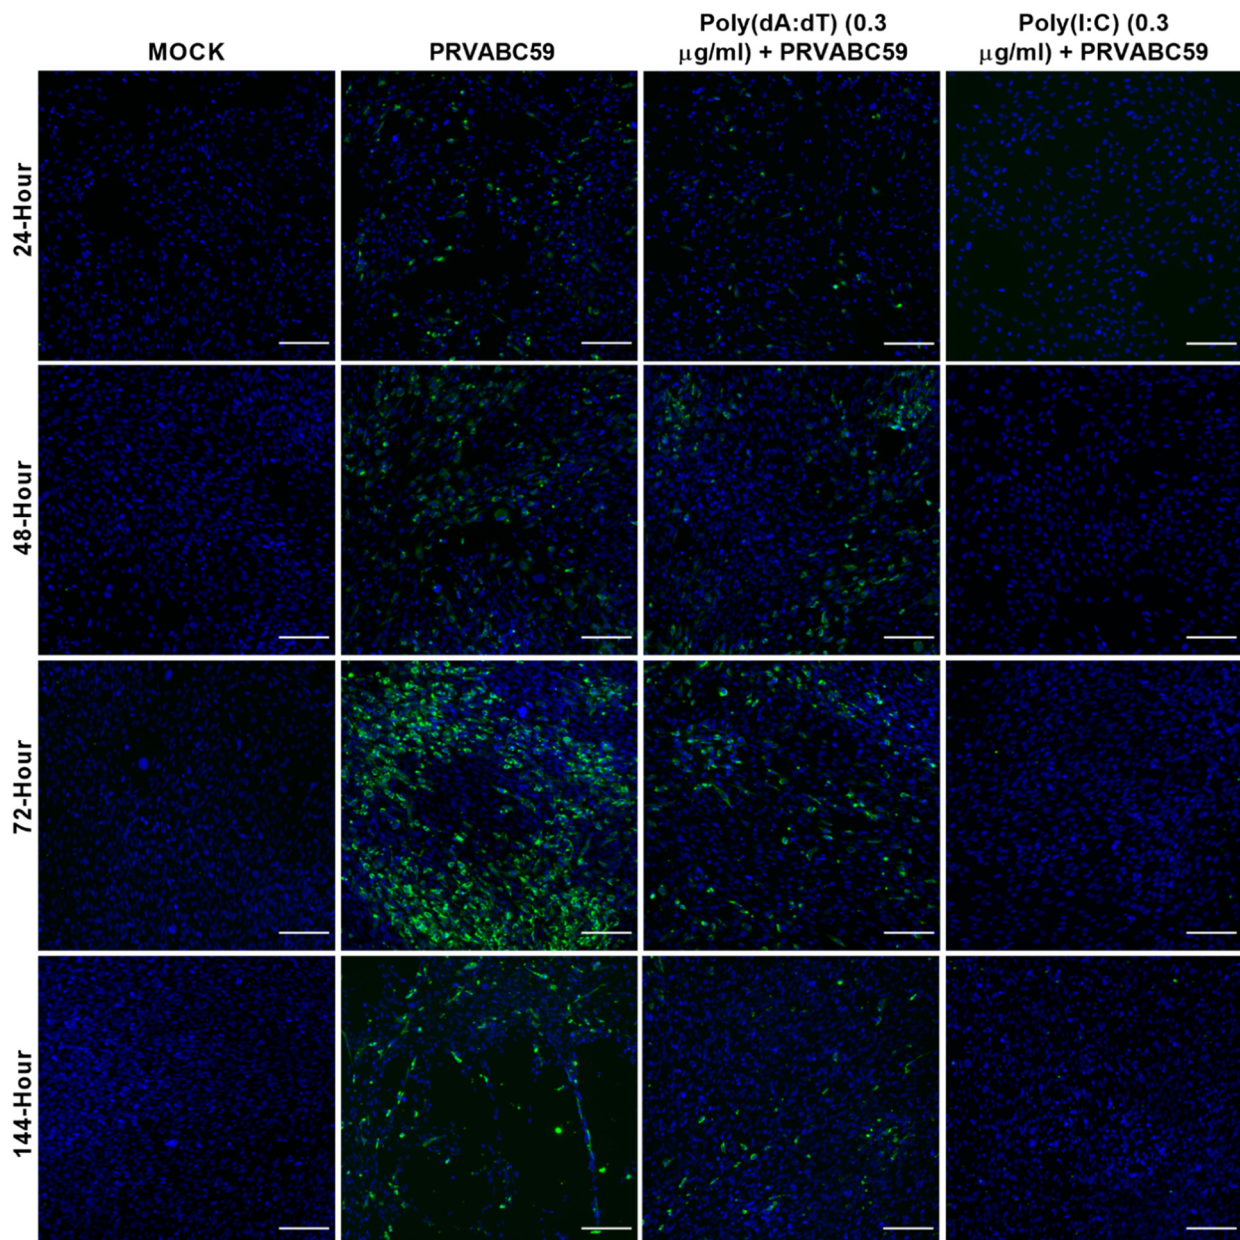 MOCK
PRVABC59
Poly(dA:dT) (0.3
μg/ml) + PRVABC59
Poly(I:C) (0.3
μg/ml) + PRVABC59
24-Hour
48-Hour
72-Hour
144-Hour